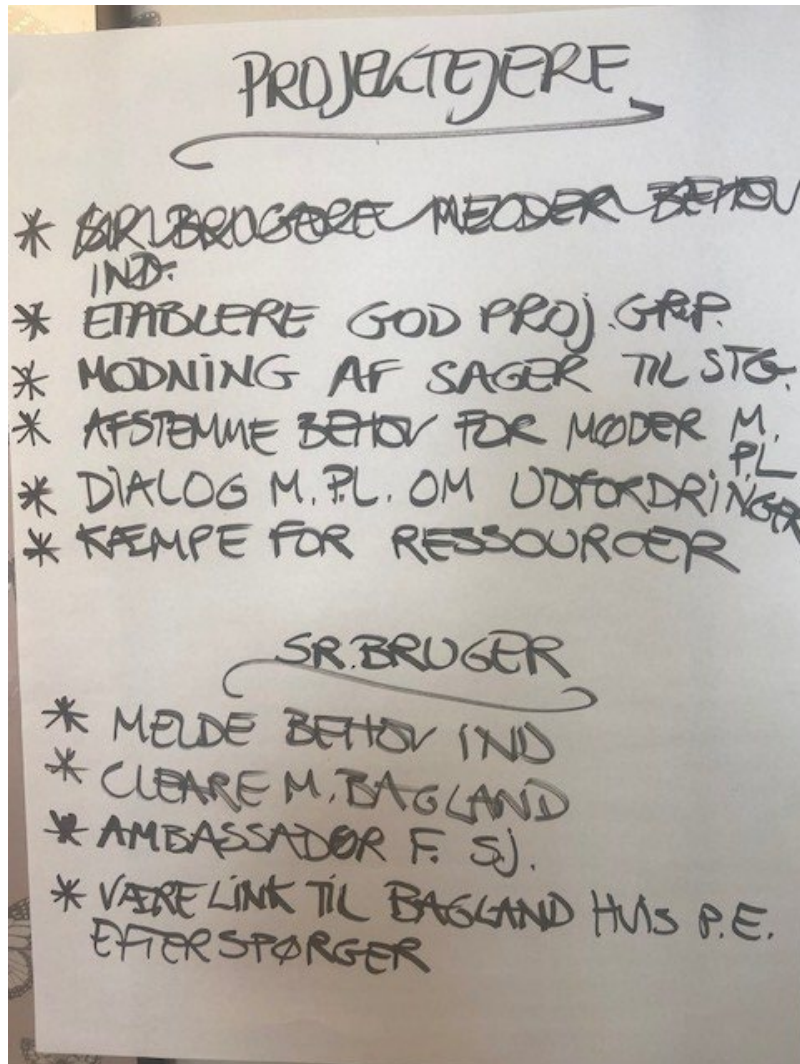 PROJEKTEJERE
* SR. BRUGERE MELDER BEHOV
IND.
* ETABLERE GOD PROJ. GRP.
* MODNING AF SAGER TIL STG.
* AFSTEMME BEHOV FOR MØDER M.
PL
* DIALOG M. P.L. OM UDFORDRINGER
* KÆMPE FOR RESSOURCER
SR. BRUGER
* MELDE BEHOV IND
* CLEARE M. BAGLAND
* AMBASSADØR F. SJ.
* VÆRE LINK TIL BAGLAND HVIS P.E.
EFTERSPØRGER